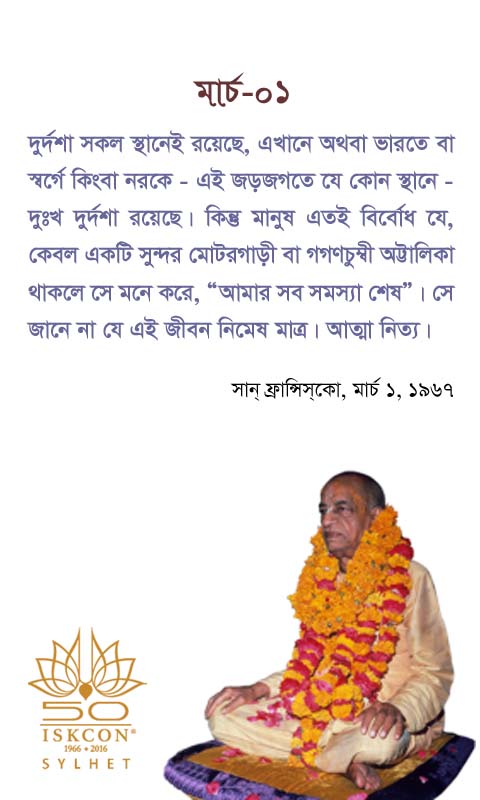 মার্চ-০১
দুর্দশা সকল স্থানেই রয়েছে, এখানে অথবা ভারতে বা
স্বর্গে কিংবা নরকে - এই জড়জগতে যে কোন স্থানে -
দুঃখ দুর্দশা রয়েছে। কিন্তু মানুষ এতই বির্বোধ যে,
কেবল একটি সুন্দর মোটরগাড়ী বা গগণচুম্বী অট্টালিকা
থাকলে সে মনে করে, “আমার সব সমস্যা শেষ”। সে
জানে না যে এই জীবন নিমেষ মাত্র। আত্মা নিত্য।
সান্ ফ্রান্সিস্‌কো, মার্চ ১, ১৯৬৭
50
ISKCON®
1966 • 2016
SYLHET